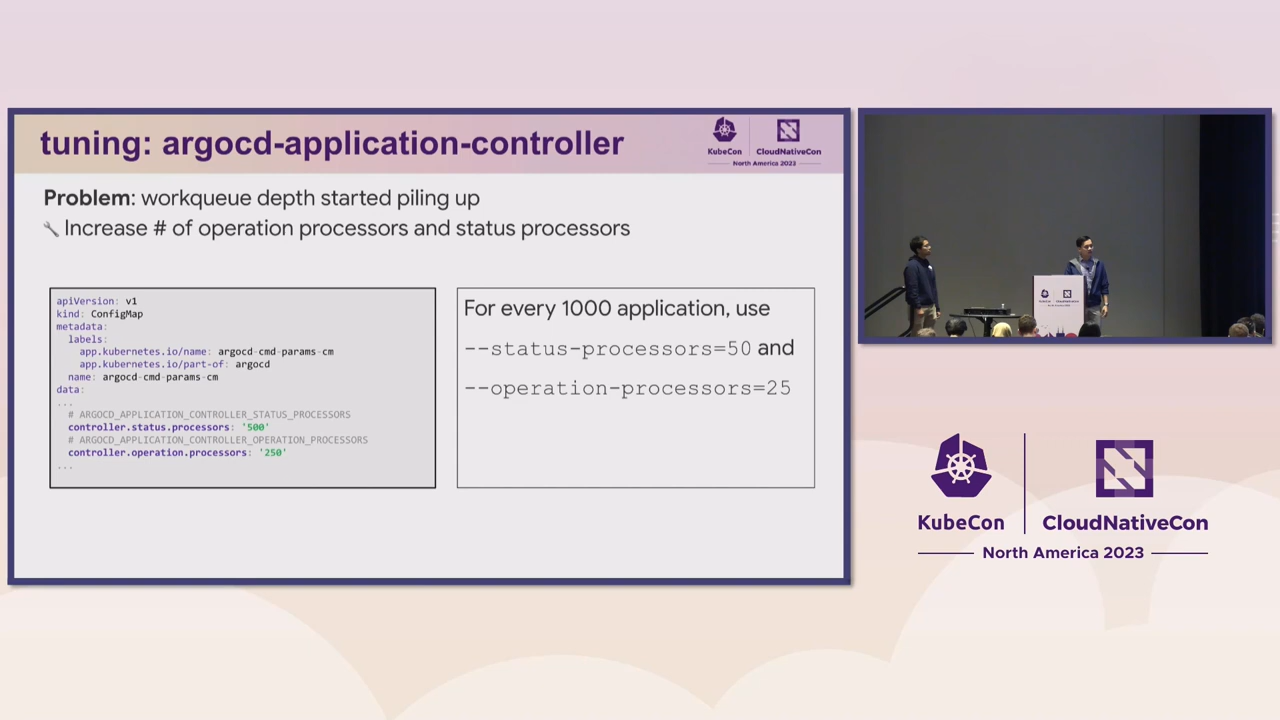 tuning: argocd-application-controller
KubeCon
CloudNativeCon
North America 2023
Problem: workqueue depth started piling up
Increase # of operation processors and status processors
apiVersion: v1
kind: ConfigMap
metadata:
labels:
app.kubernetes.io/name: argocd-cmd-params-cm
app.kubernetes.io/part-of: argocd
name: argocd-cmd-params-cm
data:
...
# ARGOCD_APPLICATION_CONTROLLER_STATUS_PROCESSORS
controller.status.processors: '500'
# ARGOCD_APPLICATION_CONTROLLER_OPERATION_PROCESSORS
controller.operation.processors: '250'
...
For every 1000 application, use
--status-processors=50 and
--operation-processors=25
KubeCon
CloudNativeCon
North America 2023